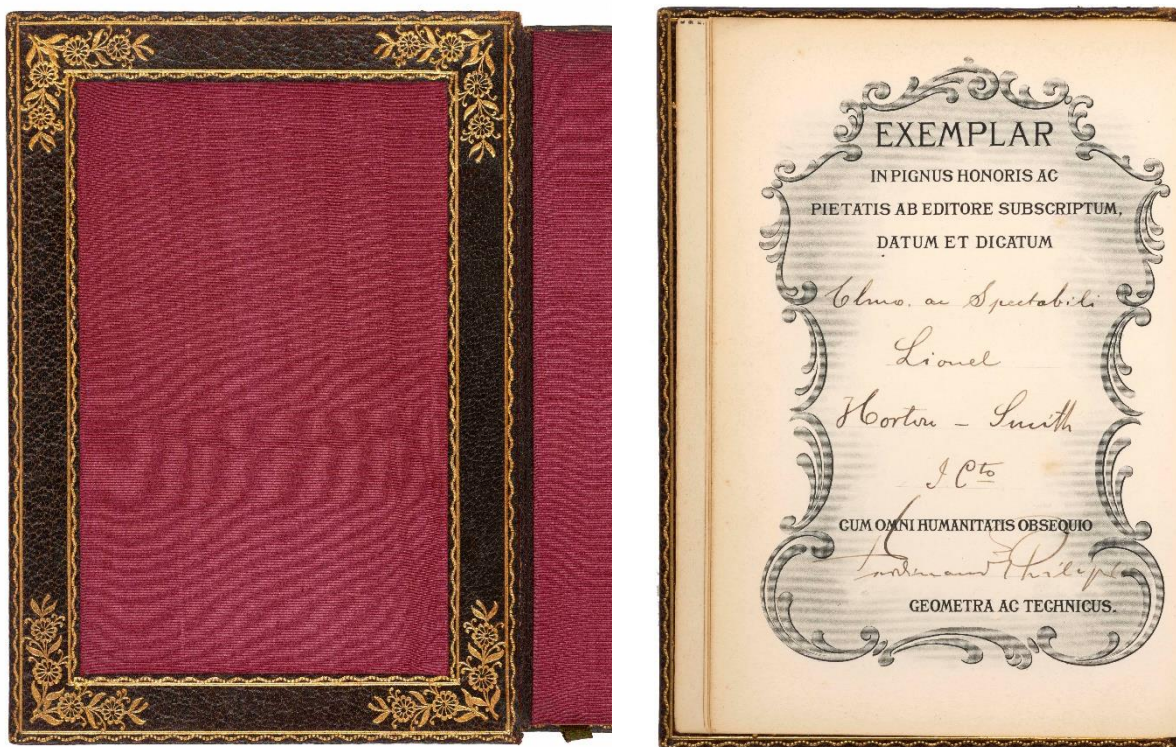 EXEMPLAR
IN PIGNUS HONORIS AC
PIETATIS AB EDITORE SUBSCRIPTUM,
DATUM ET DICATUM
Clmo. ac Spectabili
Lionel
Horton - Smith
J Cto
CUM OMNI HUMANITATIS OBSEQUIO
Ferdinand
GEOMETRA AC TECHNICUS.